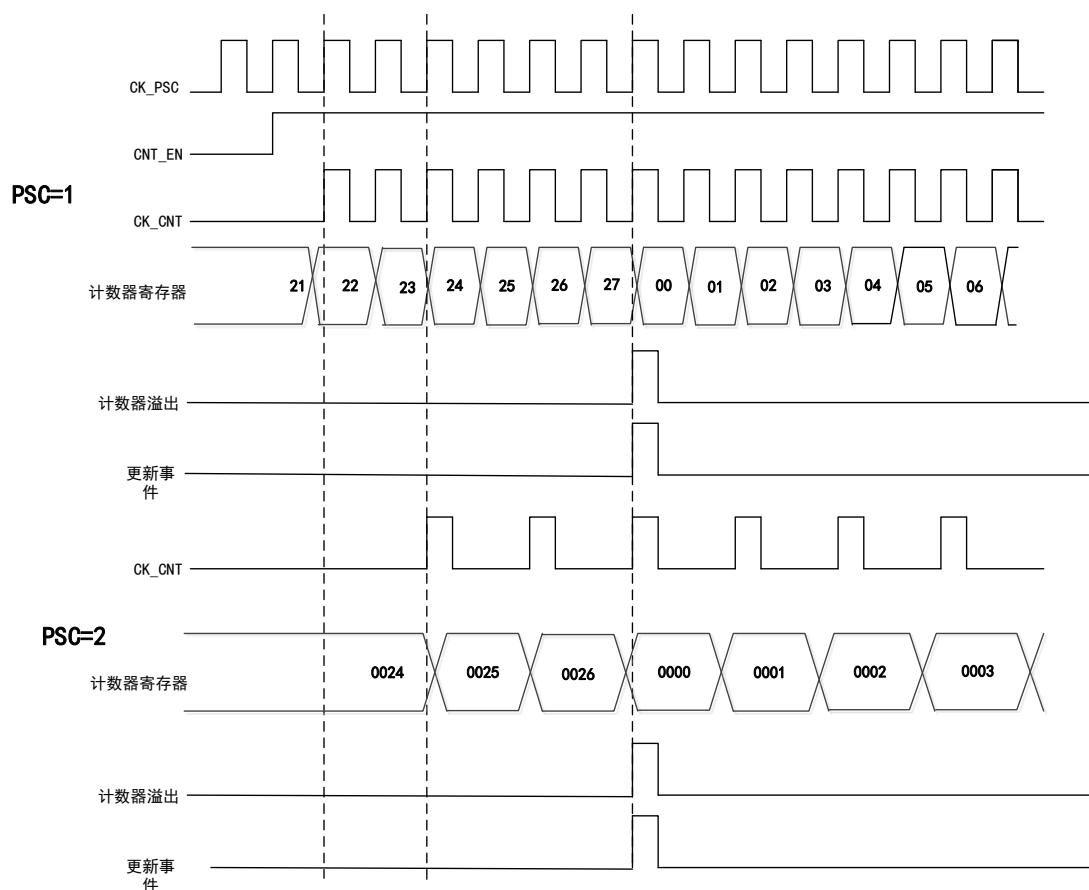 CK_PSC
CNT_EN
PSC=1
CK_CNT
计数器寄存器
21 22 23 24 25 26 27 00 01 02 03 04 05 06
计数器溢出
更新事
件
CK_CNT
PSC=2
计数器寄存器
0024 0025 0026 0000 0001 0002 0003
计数器溢出
更新事
件